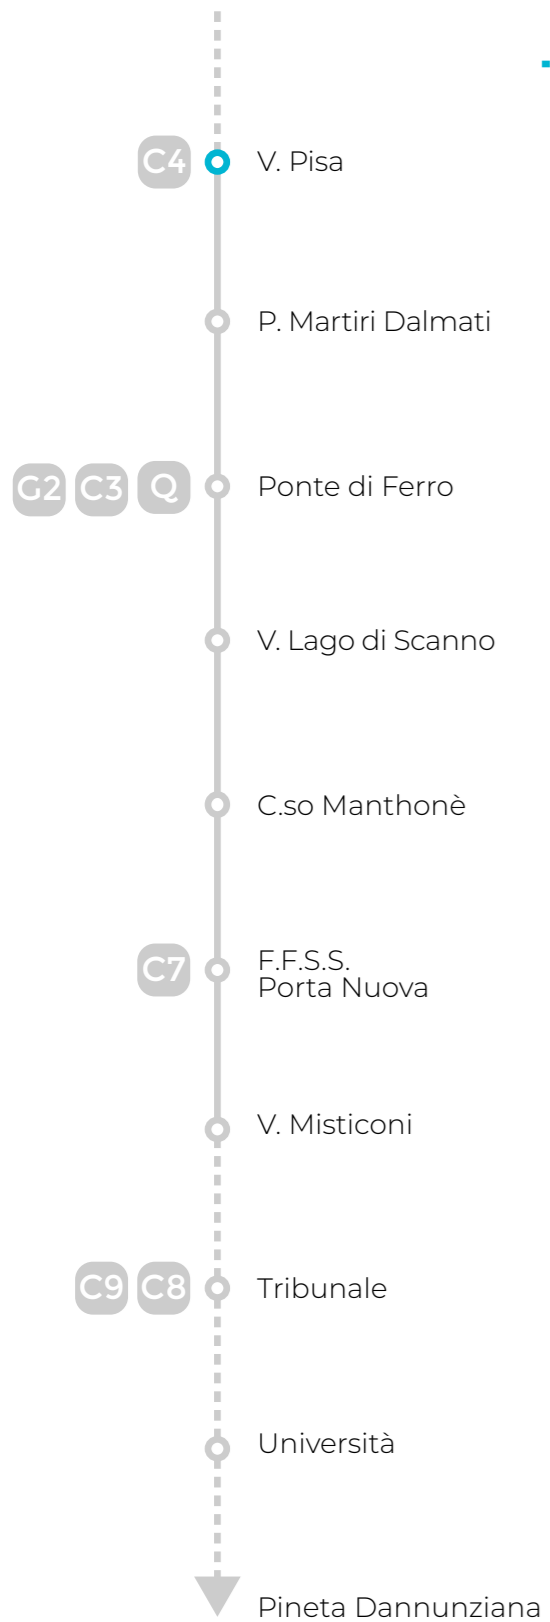 C4 V. Pisa
P. Martiri Dalmati
G2 C3 Q Ponte di Ferro
V. Lago di Scanno
C.so Manthonè
C7 F.F.S.S.
Porta Nuova
V. Misticoni
C9 C8 Tribunale
Università
Pineta Dannunziana